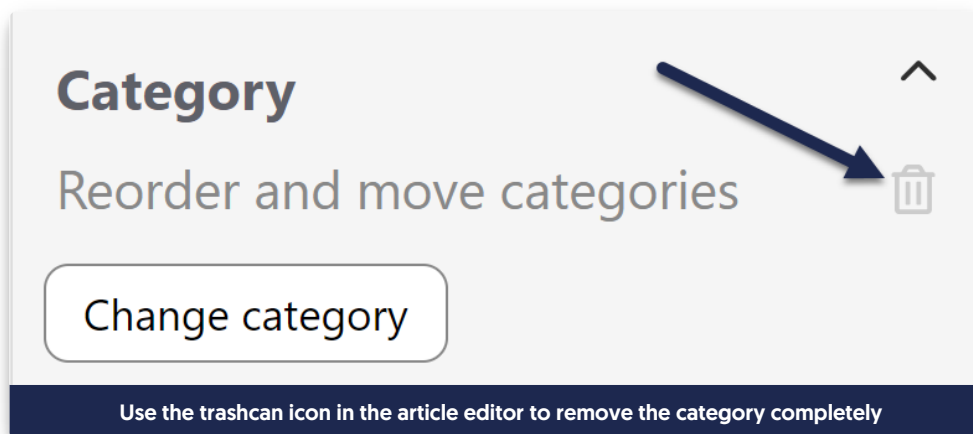 Category
Reorder and move categories
Change category
Use the trashcan icon in the article editor to remove the category completely